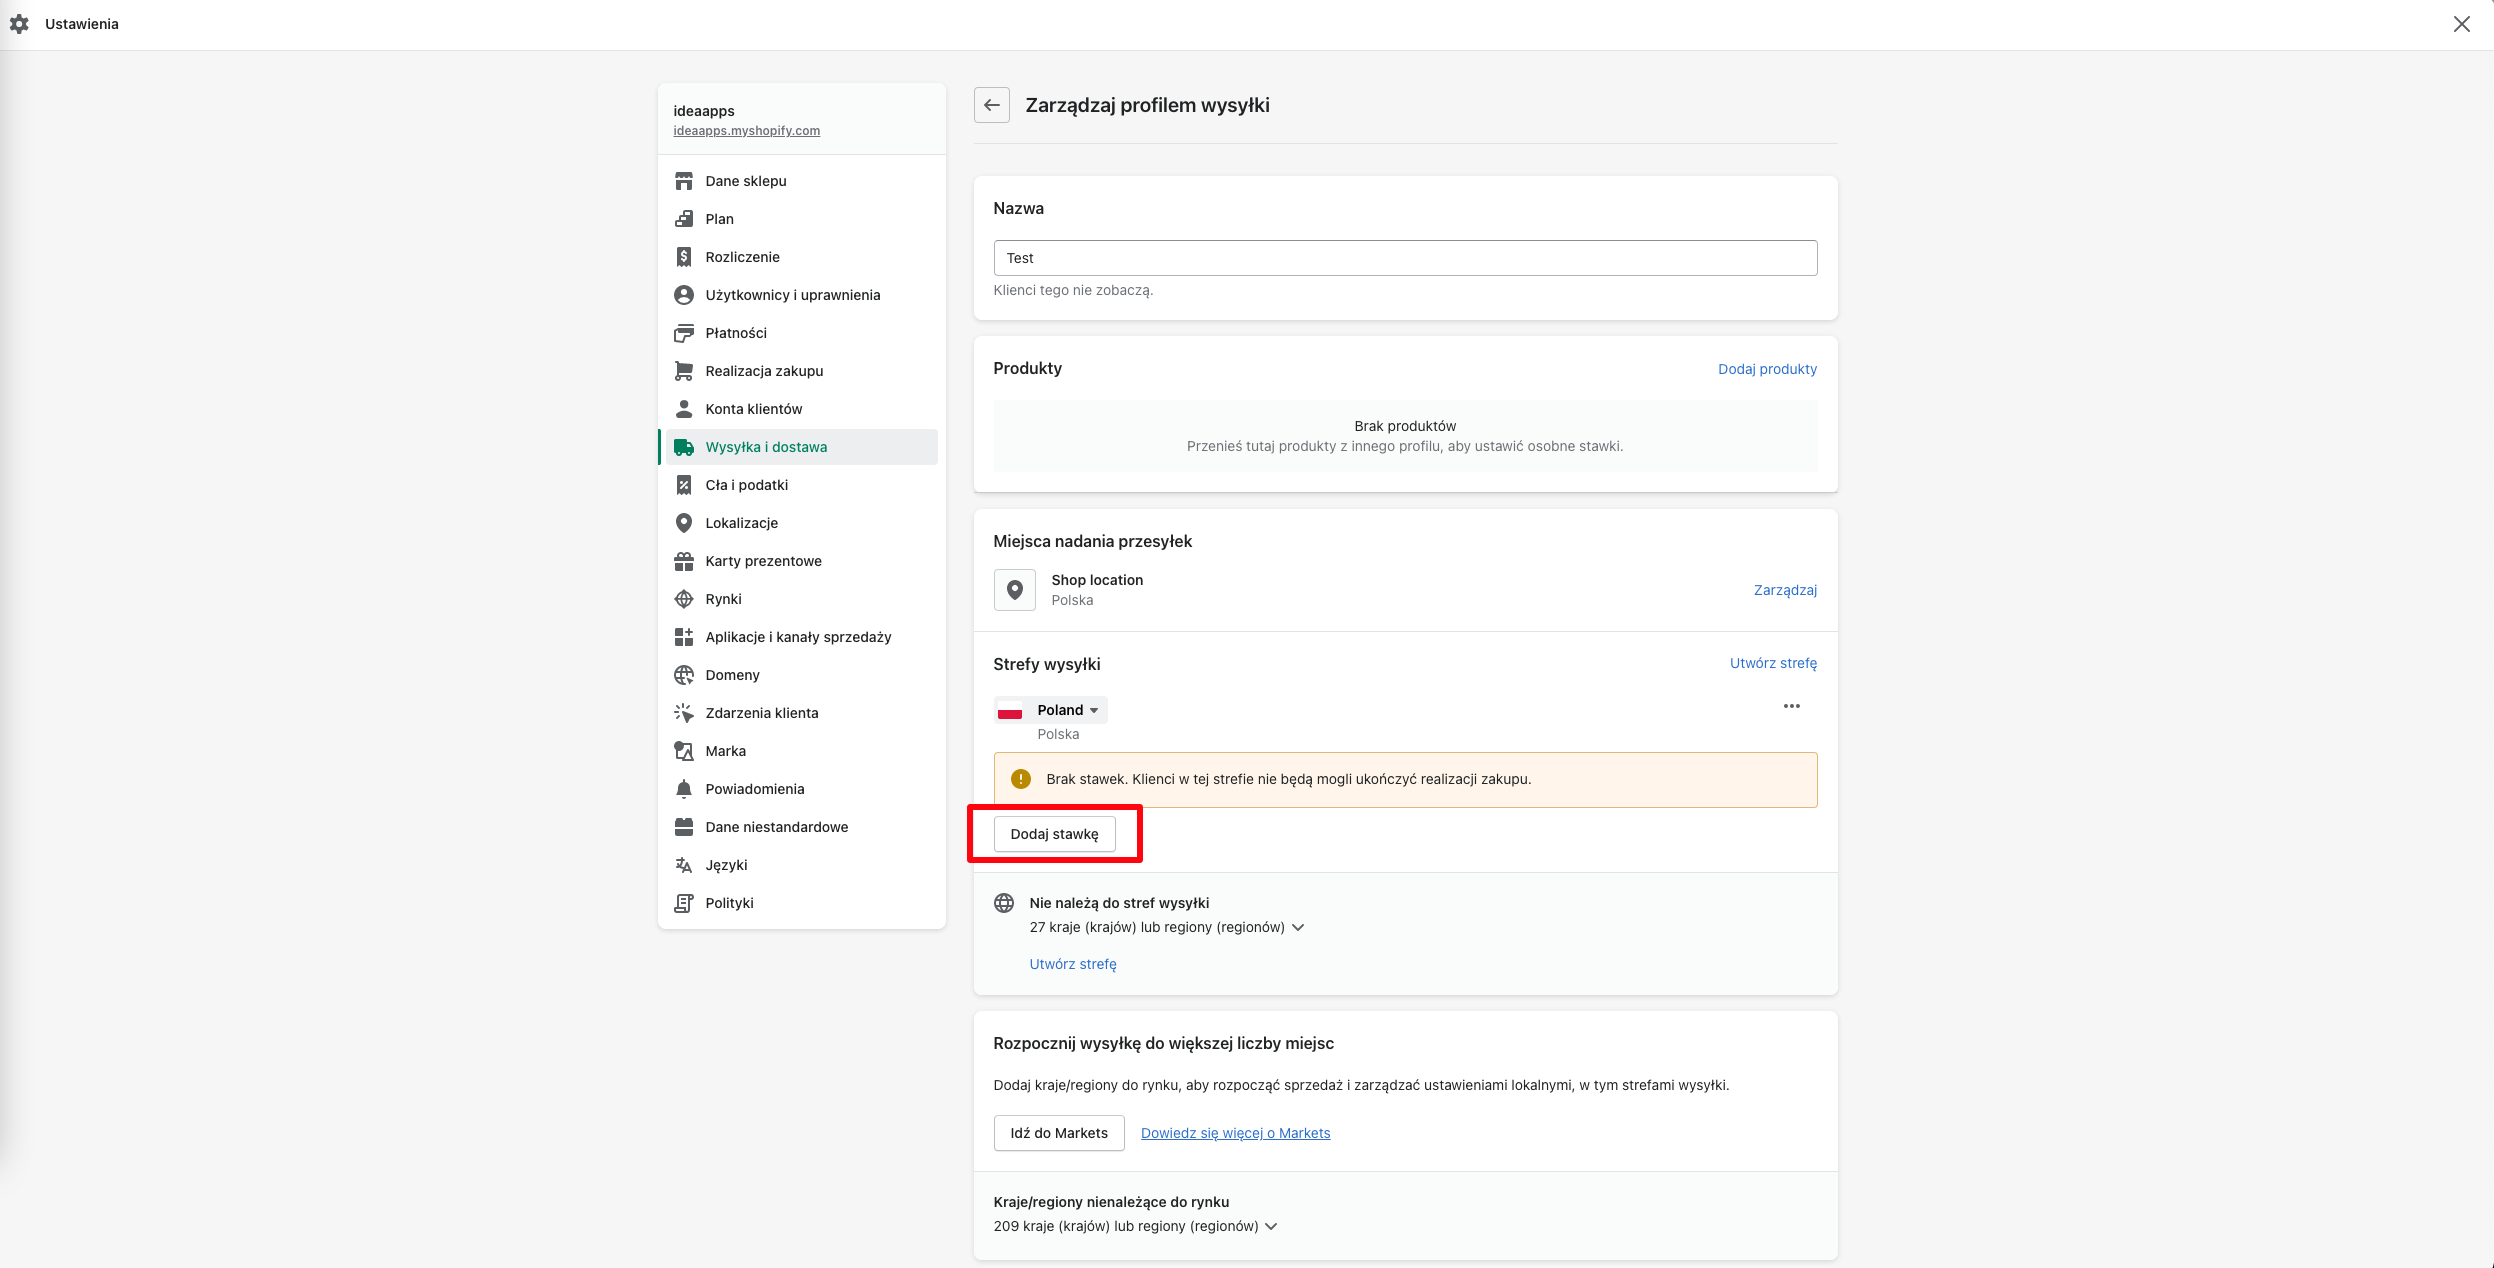 Ustawienia
ideaapps
ideaapps.myshopify.com
Dane sklepu
Plan
Rozliczenie
Użytkownicy i uprawnienia
Płatności
Realizacja zakupu
Konta klientów
Wysyłka i dostawa
Cła i podatki
Lokalizacje
Karty prezentowe
Rynki
Aplikacje i kanały sprzedaży
Domeny
Zdarzenia klienta
Marka
Powiadomienia
Dane niestandardowe
Języki
Polityki
Zarządzaj profilem wysyłki
Nazwa
Test
Klienci tego nie zobaczą.
Produkty
Dodaj produkty
Brak produktów
Przenieś tutaj produkty z innego profilu, aby ustawić osobne stawki.
Miejsca nadania przesyłek
Shop location
Polska
Zarządzaj
Strefy wysyłki
Utwórz strefę
Poland
Polska
Brak stawek. Klienci w tej strefie nie będą mogli ukończyć realizacji zakupu.
Dodaj stawkę
Nie należą do stref wysyłki
27 kraje (krajów) lub regiony (regionów)
Utwórz strefę
Rozpocznij wysyłkę do większej liczby miejsc
Dodaj kraje/regiony do rynku, aby rozpocząć sprzedaż i zarządzać ustawieniami lokalnymi, w tym strefami wysyłki.
Idź do Markets
Dowiedz się więcej o Markets
Kraje/regiony nienależące do rynku
209 kraje (krajów) lub regiony (regionów)